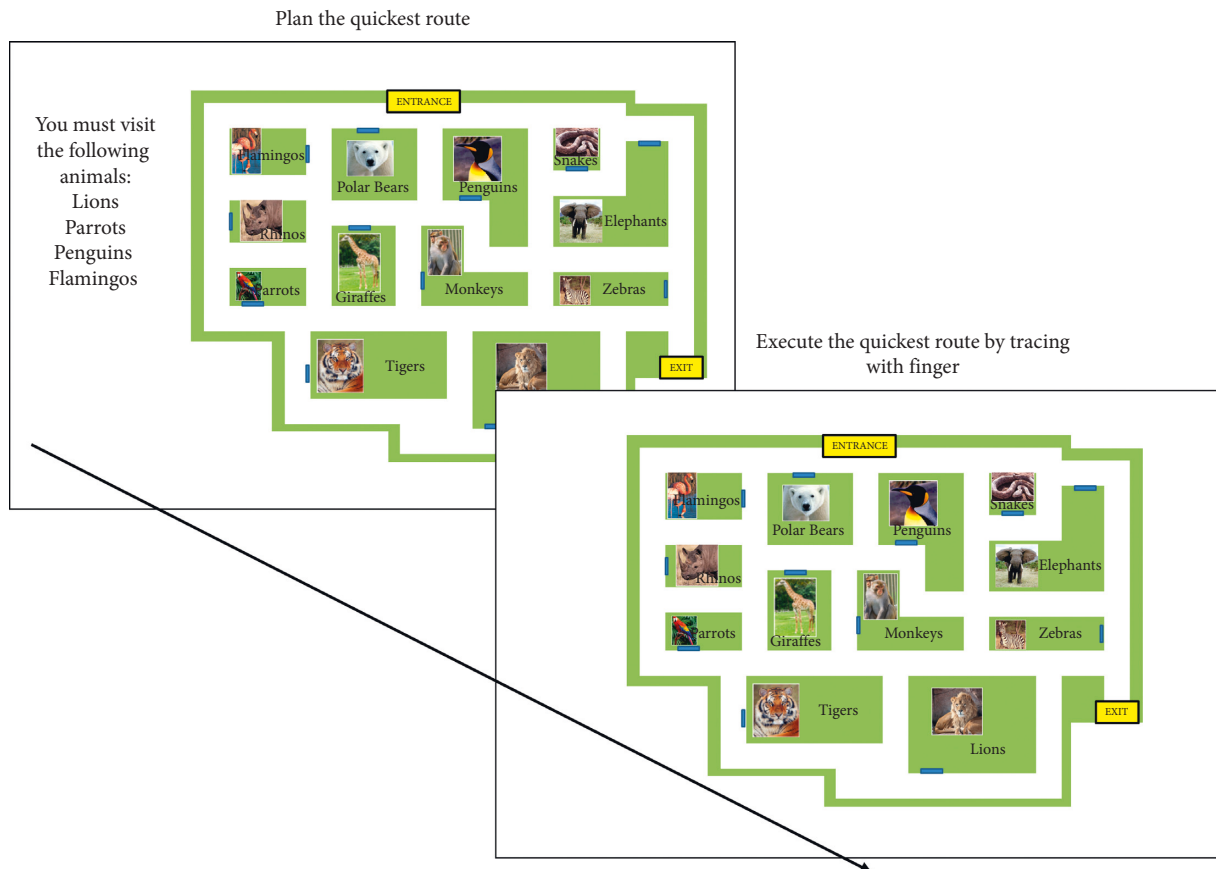 Plan the quickest route
You must visit
the following
animals:
Lions
Parrots
Penguins
Flamingos
ENTRANCE
Flamingos
Polar Bears
Penguins
Snakes
Rhinos
Elephants
Parrots
Giraffes
Monkeys
Zebras
Tigers
EXIT
Execute the quickest route by tracing
with finger
ENTRANCE
Flamingos
Polar Bears
Penguins
Snakes
Rhinos
Elephants
Parrots
Giraffes
Monkeys
Zebras
Tigers
Lions
EXIT